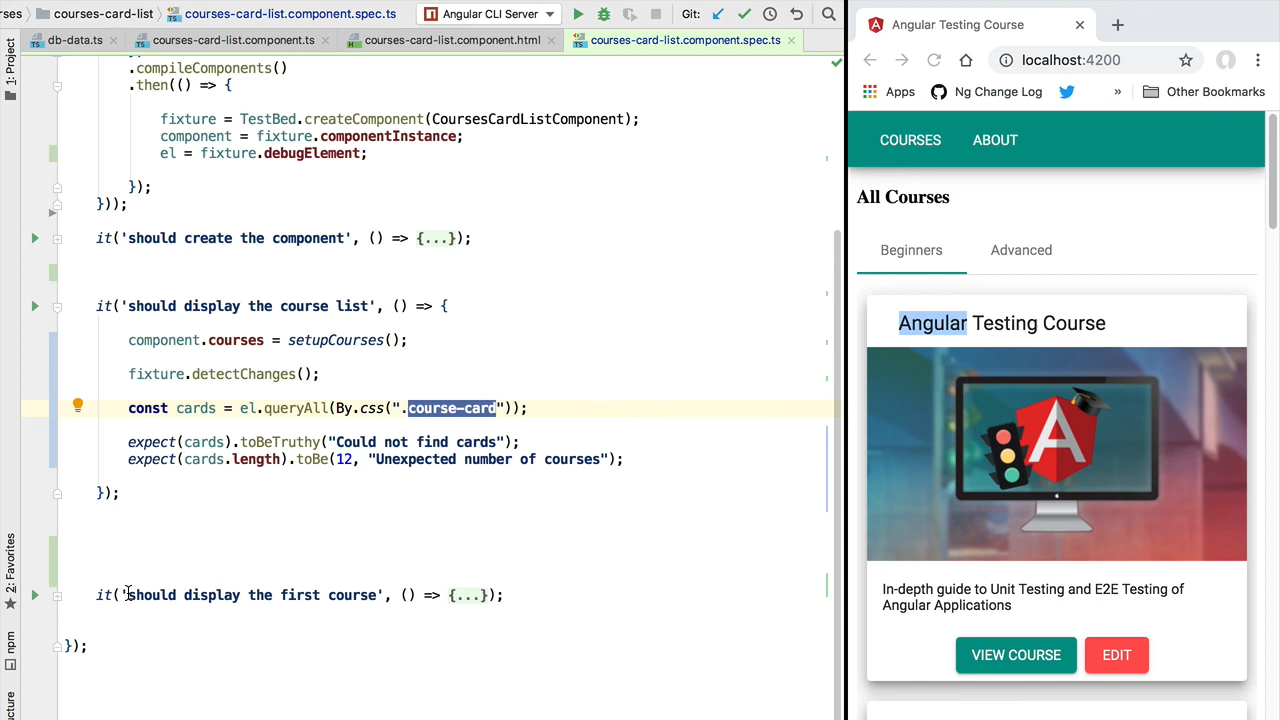 rses
courses-card-list
courses-card-list.component.spec.ts
Angular CLI Server
Git:
db-data.ts
courses-card-list.component.ts
courses-card-list.component.html
courses-card-list.component.spec.ts
1: Project
2: Favorites
npm
ucture
.compileComponents()
.then(() => {
fixture = TestBed.createComponent(CoursesCardListComponent);
component = fixture.componentInstance;
el = fixture.debugElement;
});
}));
it('should create the component', () => {...});
it('should display the course list', () => {
component.courses = setupCourses();
fixture.detectChanges();
const cards = el.queryAll(By.css(".course-card"));
expect(cards).toBeTruthy("Could not find cards");
expect(cards.length).toBe(12, "Unexpected number of courses");
});
it('should display the first course', () => {...});
});
Angular Testing Course
localhost:4200
Apps
Ng Change Log
»
Other Bookmarks
COURSES
ABOUT
All Courses
Beginners
Advanced
Angular Testing Course
A
In-depth guide to Unit Testing and E2E Testing of
Angular Applications
VIEW COURSE
EDIT